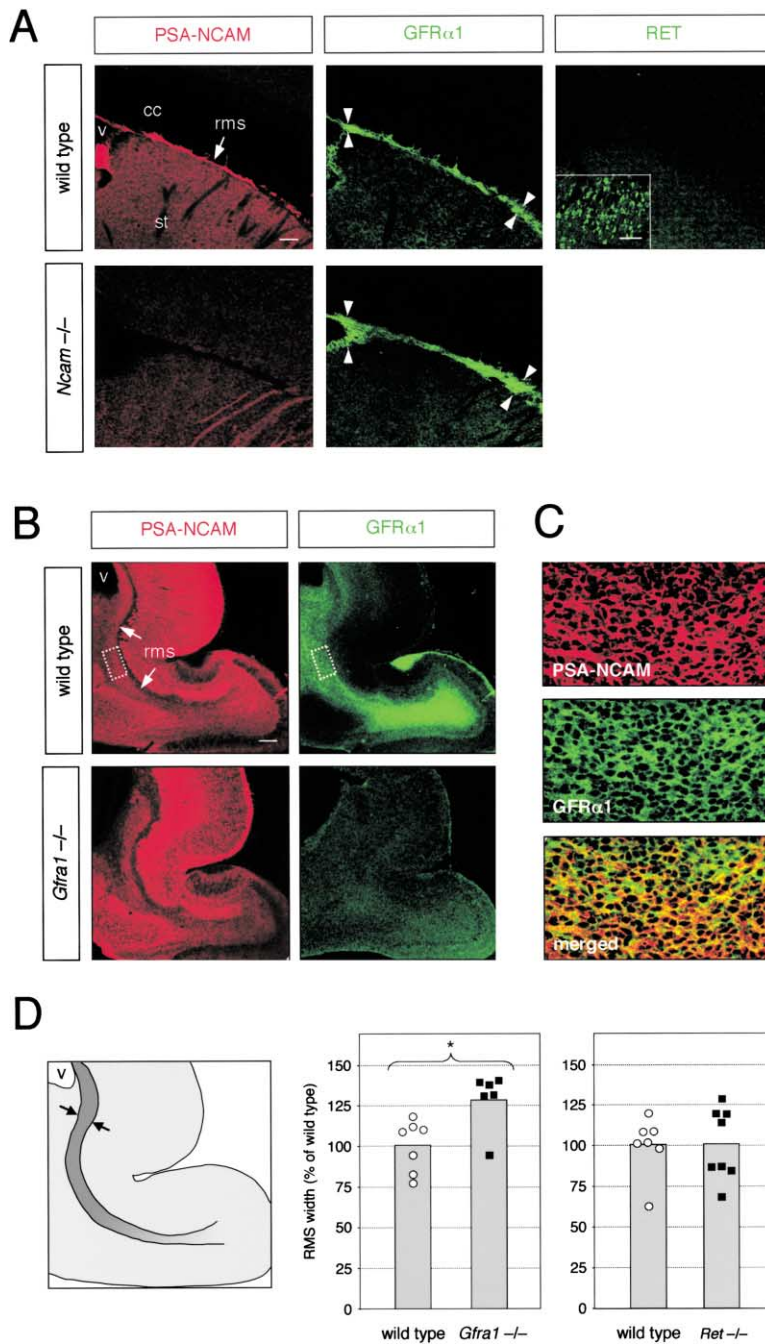 A
PSA-NCAM
GFRα1
RET
wild type
cc
rms
v
st
Ncam –/–
B
PSA-NCAM
GFRα1
wild type
v
rms
Gfra1 –/–
C
PSA-NCAM
GFRα1
merged
D
v
RMS width (% of wild type)
*
150
125
100
75
50
125
0
wild type
Gfra1 –/–
150
125
100
75
50
125
0
wild type
Ret –/–